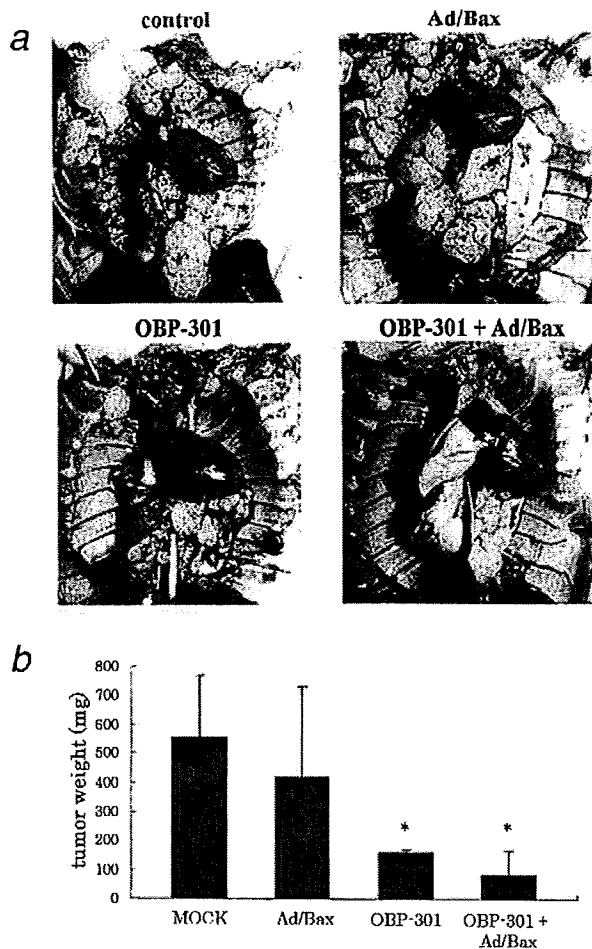 a
control
Ad/Bax
OBP-301
OBP-301 + Ad/Bax
b
tumor weight (mg)
800
700
600
500
400
300
200
100
0
*
*
MOCK
Ad/Bax
OBP-301
OBP-301 +
Ad/Bax